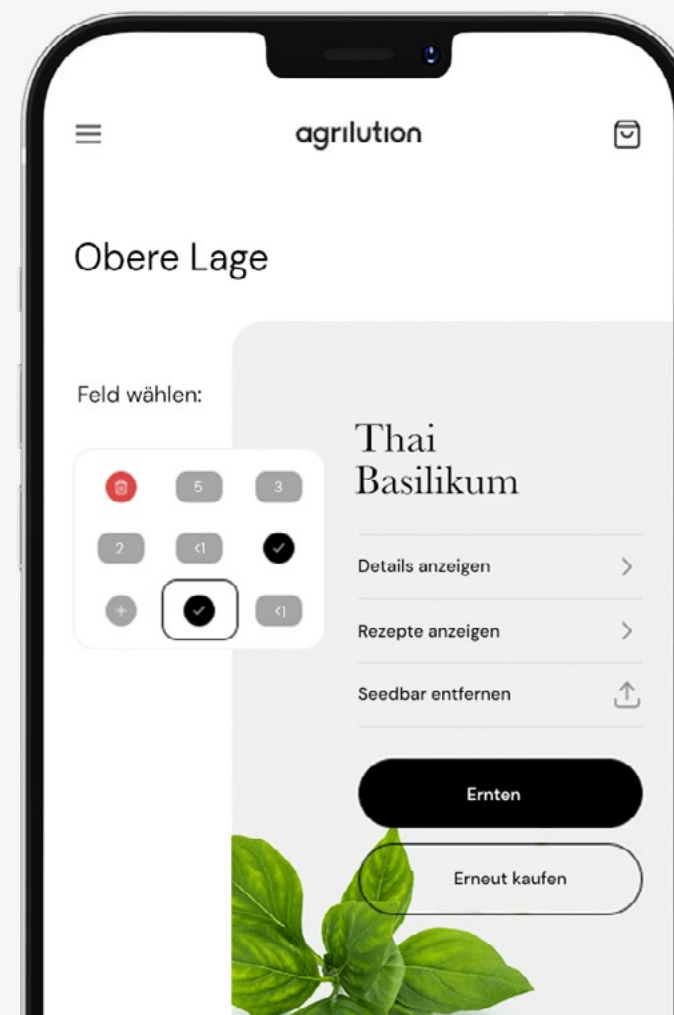 agrilution
Obere Lage
Feld wählen:
5 3
2 <1
<1
Thai
Basilikum
Details anzeigen
Rezepte anzeigen
Seedbar entfernen
Ernten
Erneut kaufen